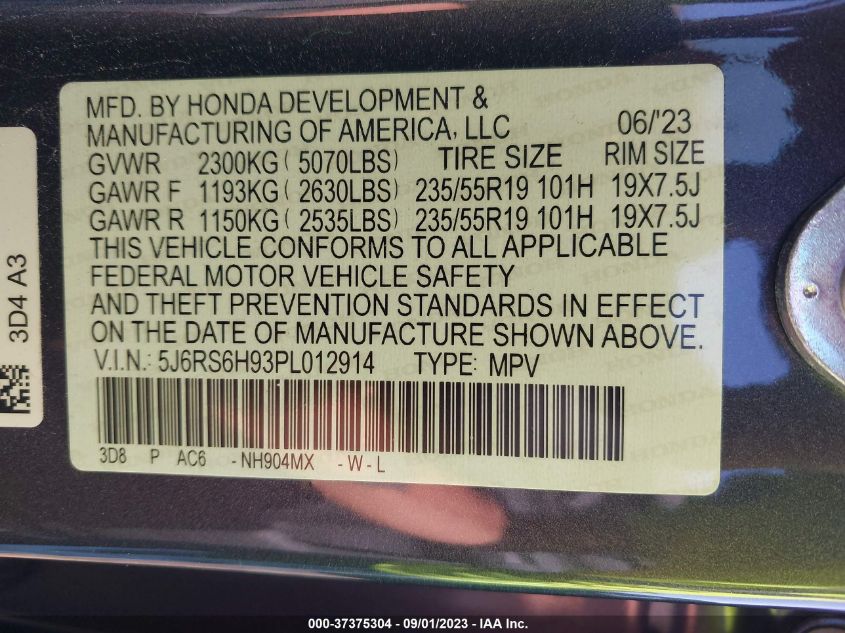 MFD. BY HONDA DEVELOPMENT &
MANUFACTURING OF AMERICA, LLC 06/'23
GVWR 2300KG ( 5070LBS) TIRE SIZE RIM SIZE
GAWR F 1193KG ( 2630LBS) 235/55R19 101H 19X7.5J
GAWR R 1150KG ( 2535LBS) 235/55R19 101H 19X7.5J
THIS VEHICLE CONFORMS TO ALL APPLICABLE
FEDERAL MOTOR VEHICLE SAFETY
AND THEFT PREVENTION STANDARDS IN EFFECT
ON THE DATE OF MANUFACTURE SHOWN ABOVE.
V.I.N.: 5J6RS6H93PL012914 TYPE: MPV
3D8 P AC6 -NH904MX -W-L
3D4 A3
000-37375304 - 09/01/2023 - IAA Inc.